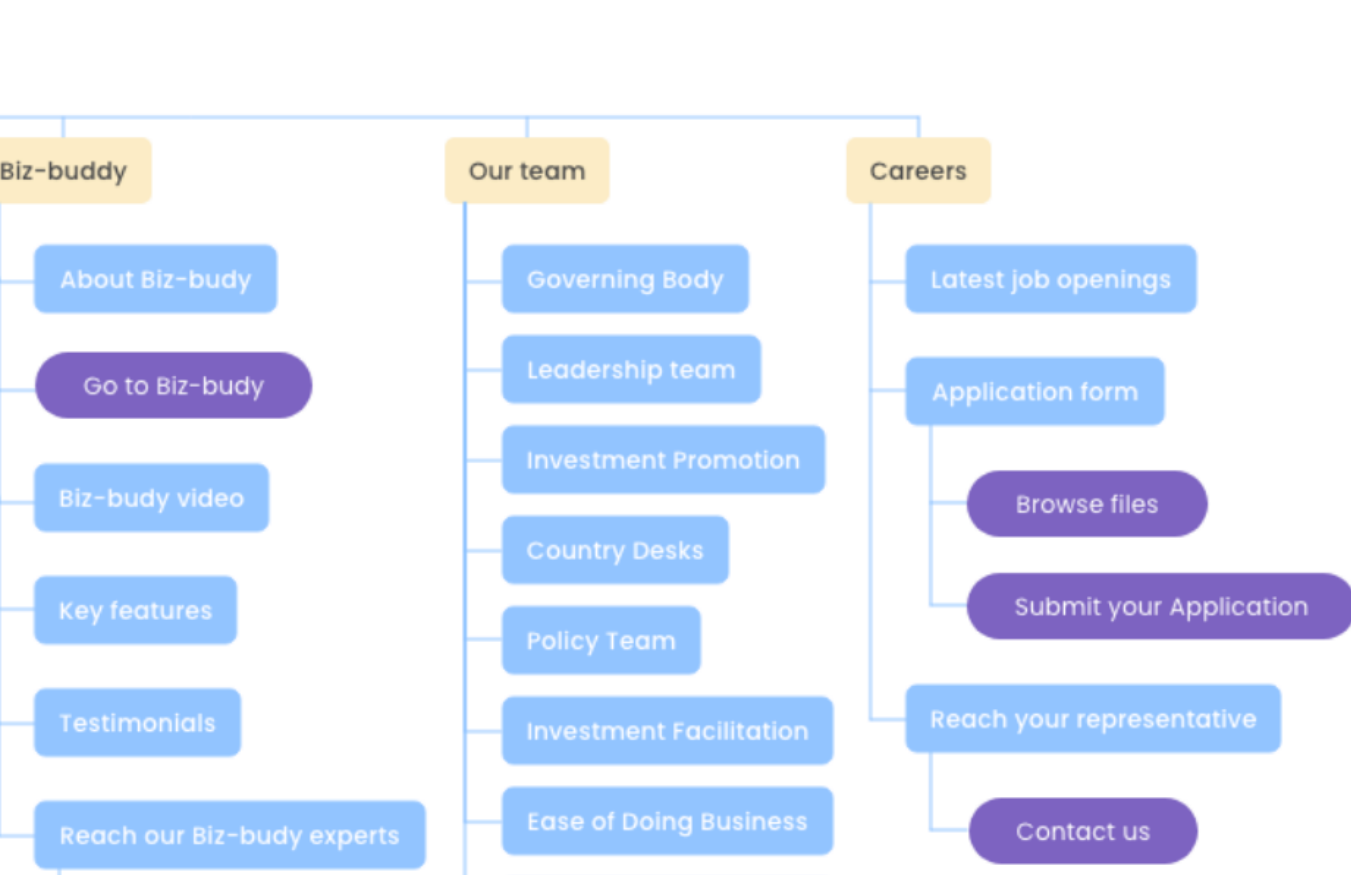 Biz-buddy
About Biz-budy
Go to Biz-budy
Biz-budy video
Key features
Testimonials
Reach our Biz-budy experts
Our team
Governing Body
Leadership team
Investment Promotion
Country Desks
Policy Team
Investment Facilitation
Ease of Doing Business
Careers
Latest job openings
Application form
Browse files
Submit your Application
Reach your representative
Contact us